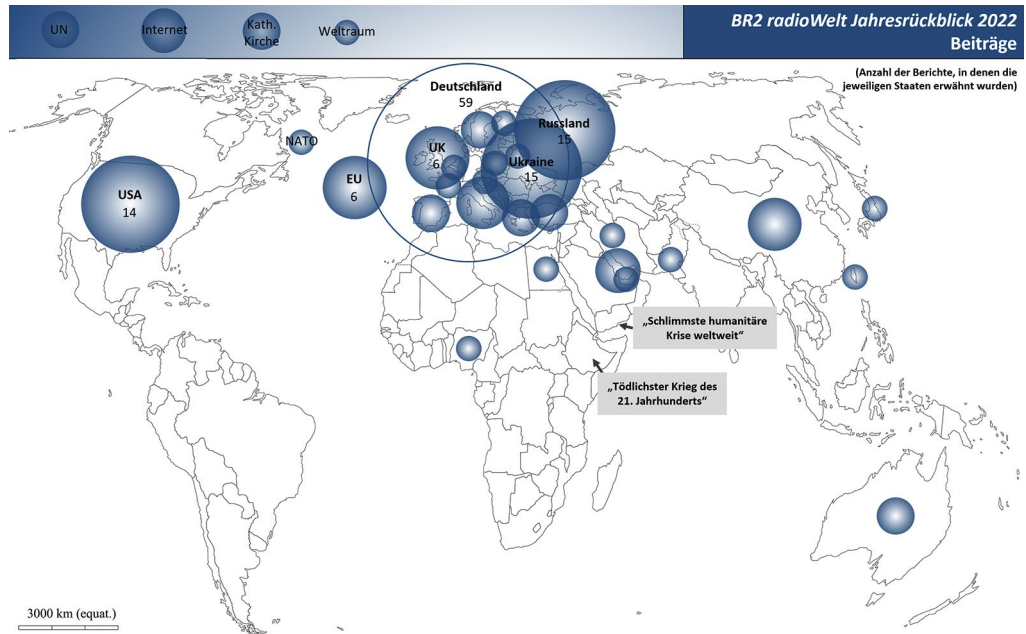 UN
Internet
Kath.
Kirche
Weltraum
BR2 radioWelt Jahresrückblick 2022
Beiträge
(Anzahl der Berichte, in denen die
jeweiligen Staaten erwähnt wurden)
Deutschland
59
Russland
15
NATO
UK
6
Ukraine
15
EU
6
USA
14
„Schlimmste humanitäre
Krise weltweit“
„Tödlichster Krieg des
21. Jahrhunderts“
3000 km (equat.)